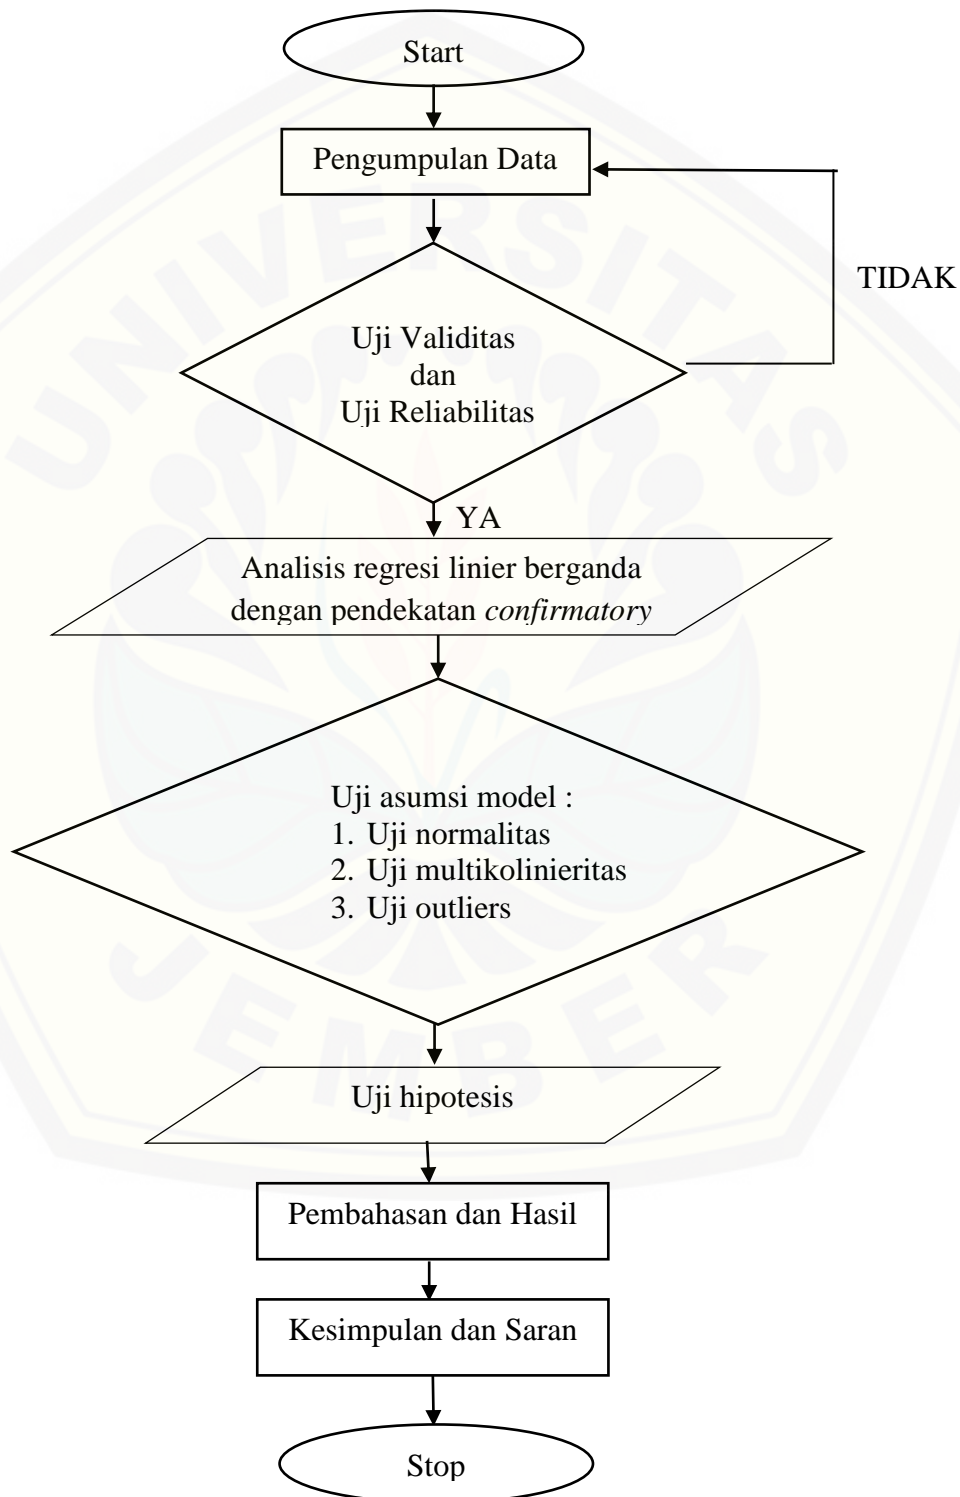 Start
Pengumpulan Data
TIDAK
Uji Validitas
dan
Uji Reliabilitas
YA
Analisis regresi linier berganda
dengan pendekatan confirmatory
Uji asumsi model :
1. Uji normalitas
2. Uji multikolinieritas
3. Uji outliers
Uji hipotesis
Pembahasan dan Hasil
Kesimpulan dan Saran
Stop
UNIVERSITAS
JEMBER